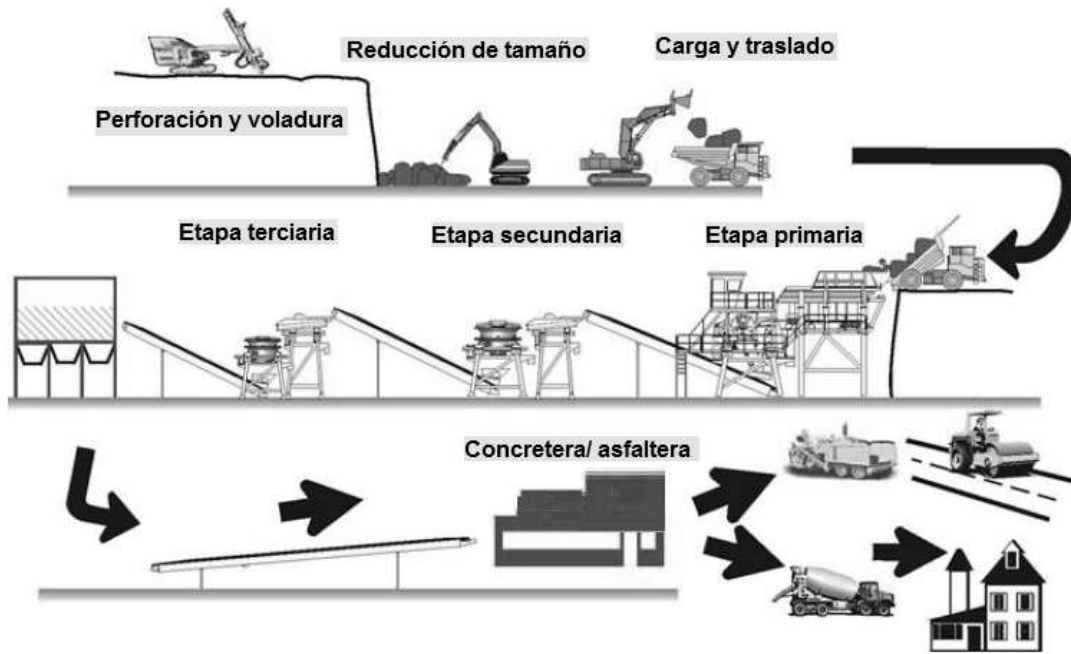 Reducción de tamaño
Carga y traslado
Perforación y voladura
Etapa terciaria
Etapa secundaria
Etapa primaria
Concretera/ asfaltera